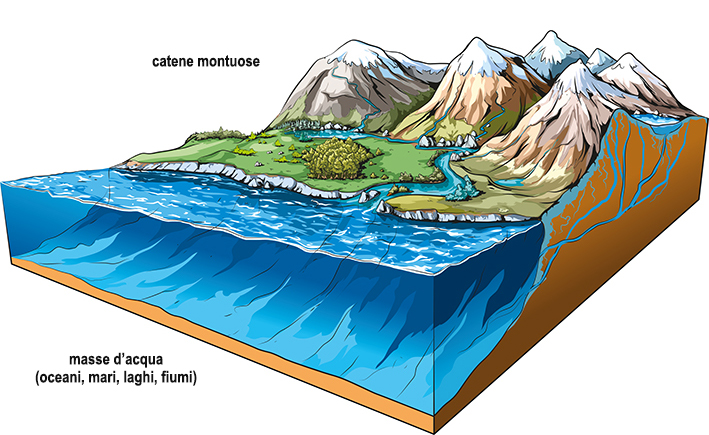 catene montuose
masse d’acqua
(oceani, mari, laghi, fiumi)